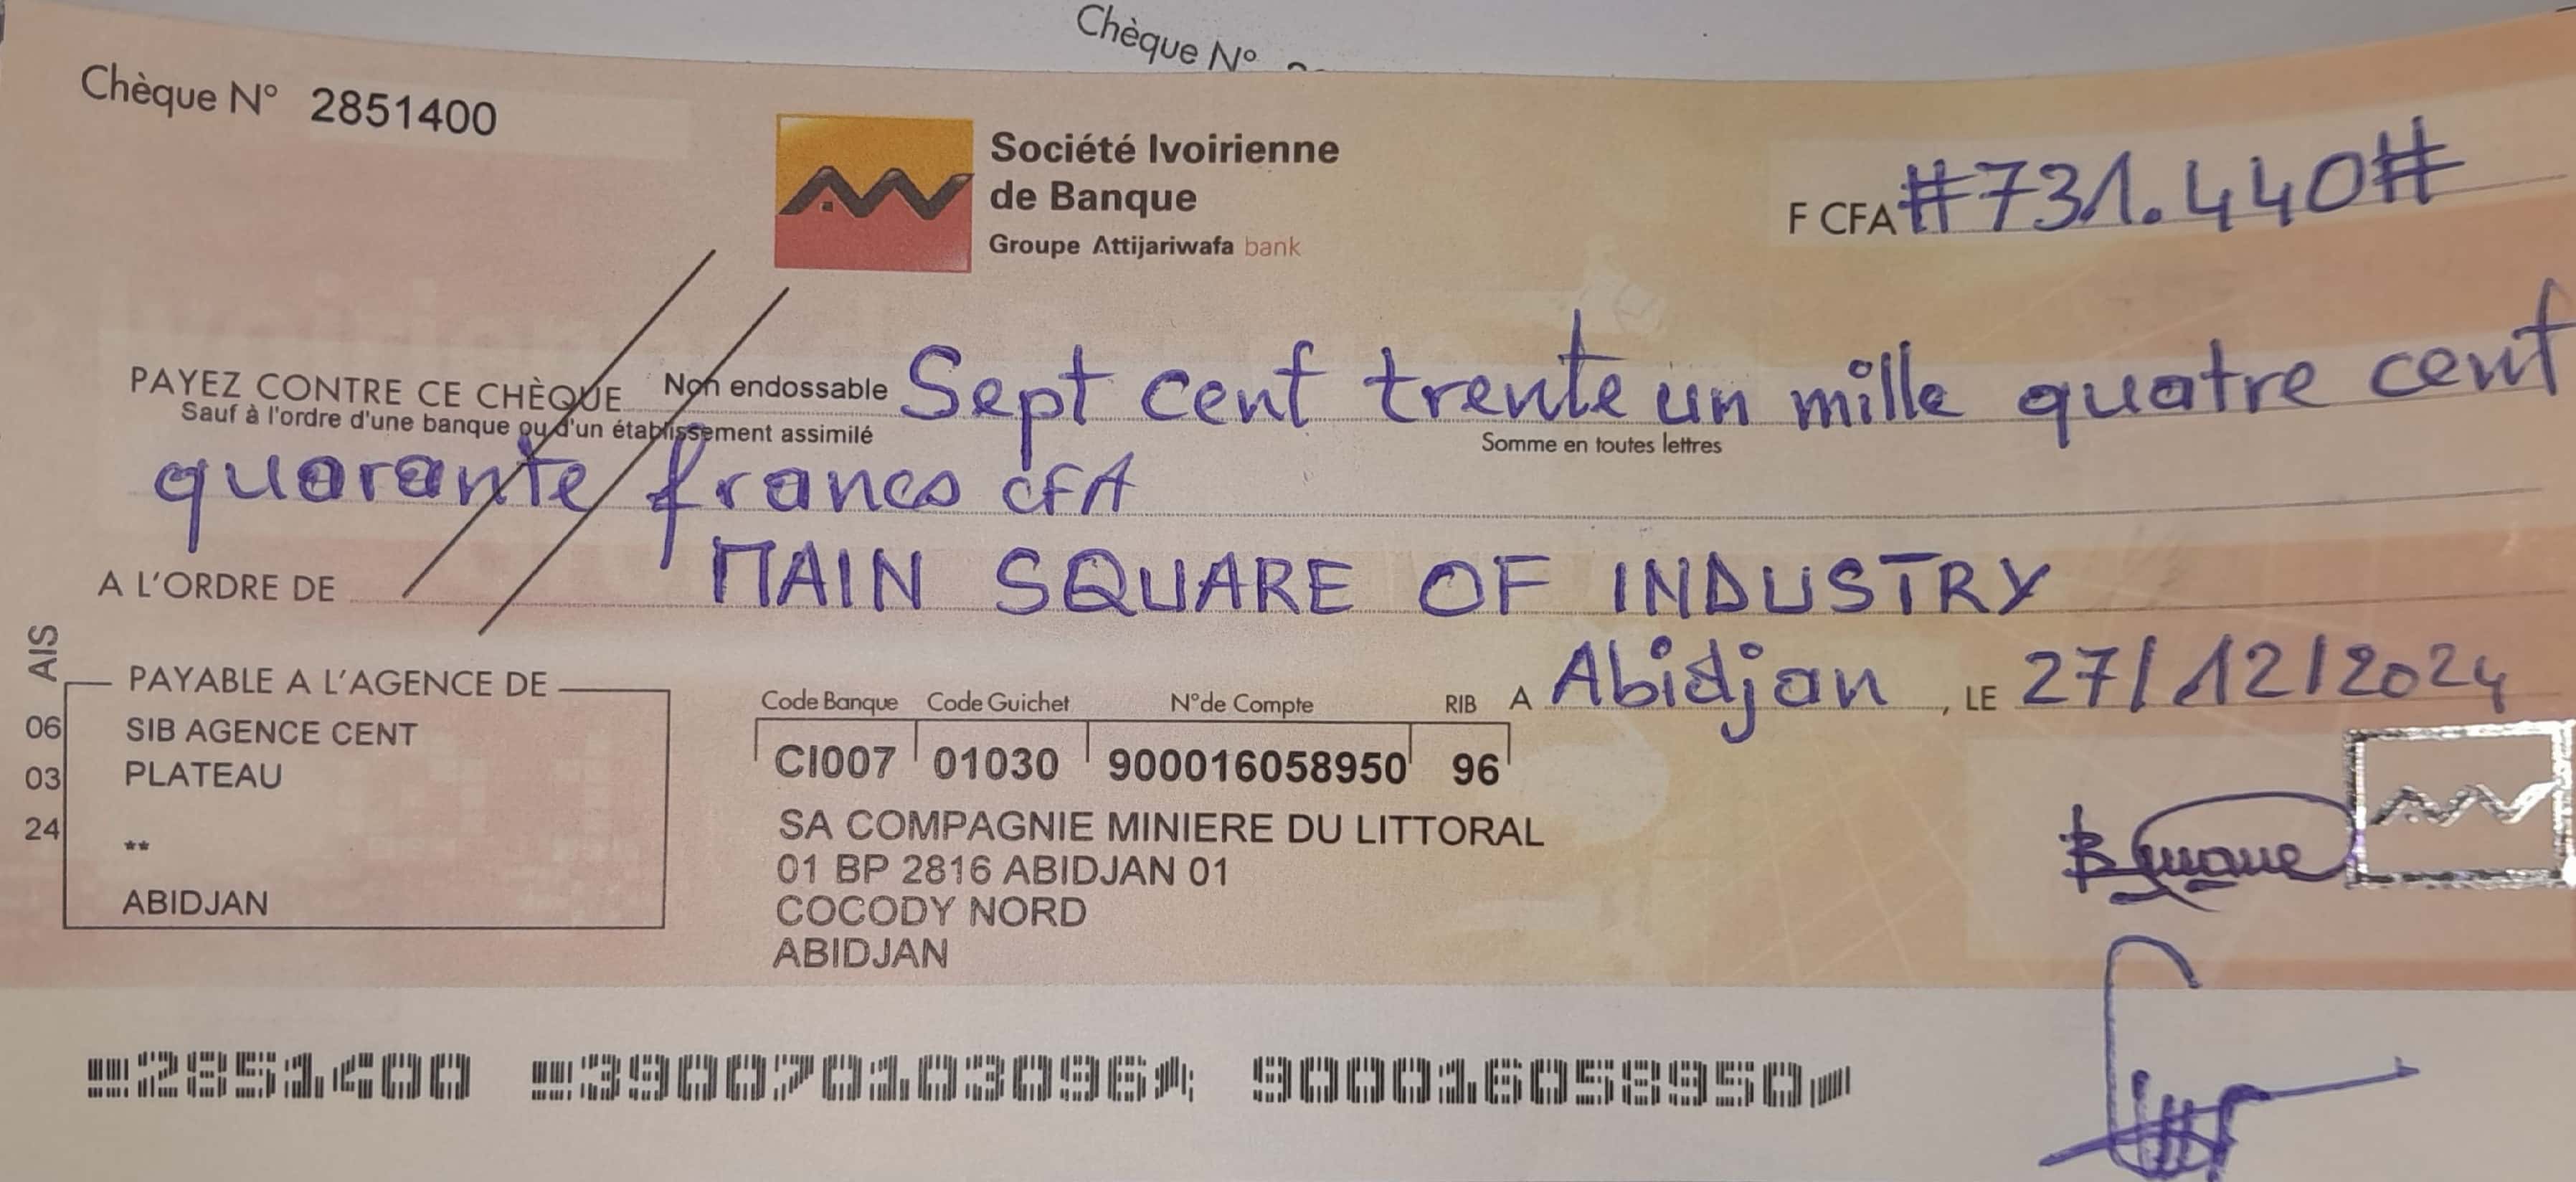 Chèque N°
Chèque N° 2851400
Société Ivoirienne
de Banque
Groupe Attijariwafa bank
F CFA #731.440#
PAYEZ CONTRE CE CHÈQUE Non endossable Sept cent trente un mille quatre cent
Sauf à l'ordre d'une banque ou d'un établissement assimilé
Somme en toutes lettres
quarante francs CFA
A L'ORDRE DE MAIN SQUARE OF INDUSTRY
A Abidjan, LE 27/12/2024
AIS
06
03
24
PAYABLE A L'AGENCE DE
SIB AGENCE CENT
PLATEAU
**
ABIDJAN
Code Banque Code Guichet N°de Compte RIB
CI007 01030 900016058950 96
SA COMPAGNIE MINIERE DU LITTORAL
01 BP 2816 ABIDJAN 01
COCODY NORD
ABIDJAN
2851400 390070103096 900016058950